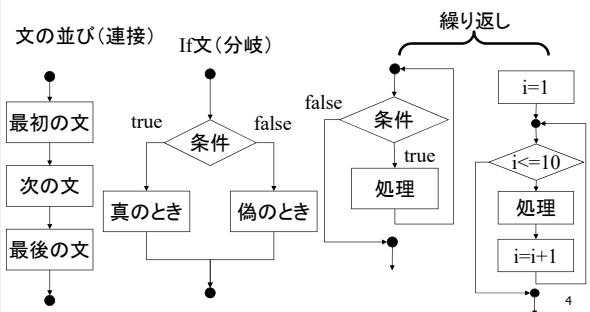 文の並び（連接）
最初の文
次の文
最後の文
If文（分岐）
true
false
条件
真のとき
偽のとき
繰り返し
false
条件
true
処理
i=1
i<=10
処理
i=i+1
4